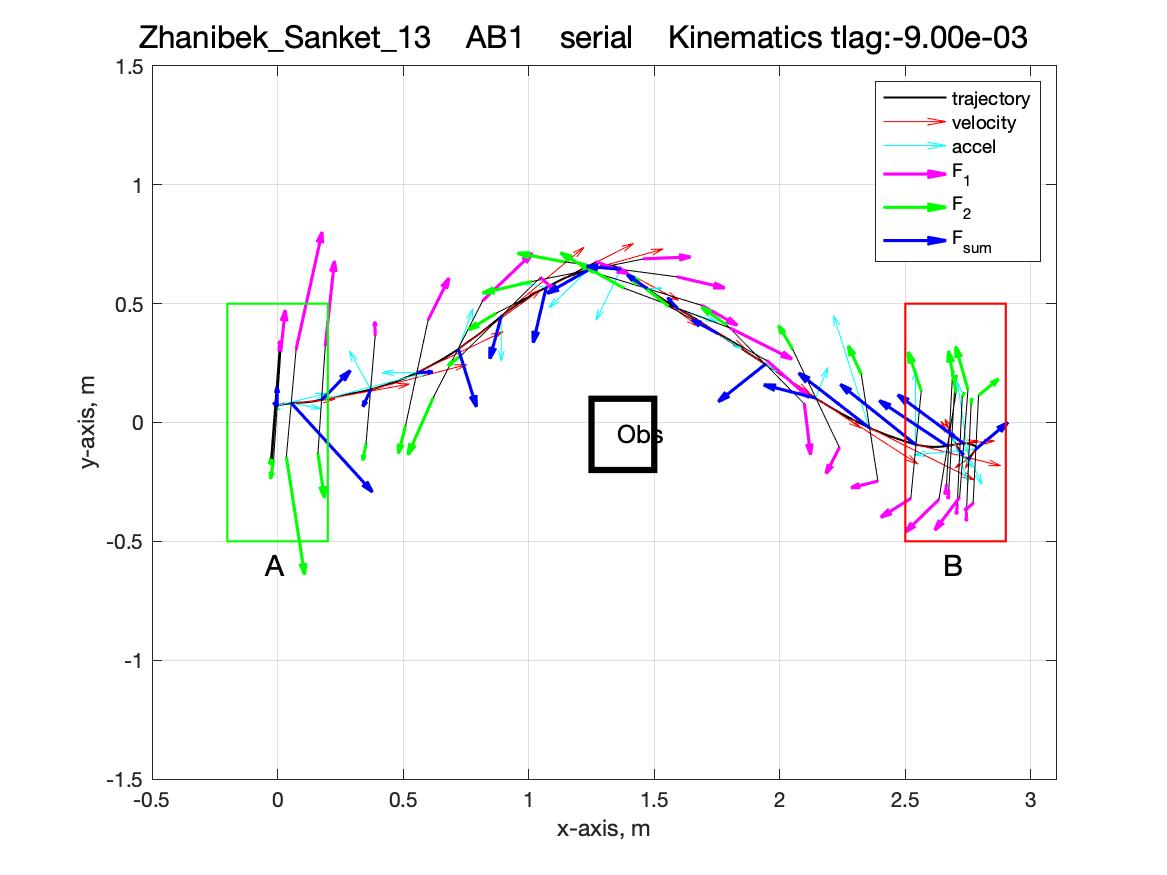 Zhanibek_Sanket_13 AB1 serial Kinematics tlag:-9.00e-03
1.5
1
0.5
0
-0.5
-1
-1.5
y-axis, m
trajectory
velocity
accel
F1
F2
Fsum
Obs
A
B
-0.5 0 0.5 1 1.5 2 2.5 3
x-axis, m